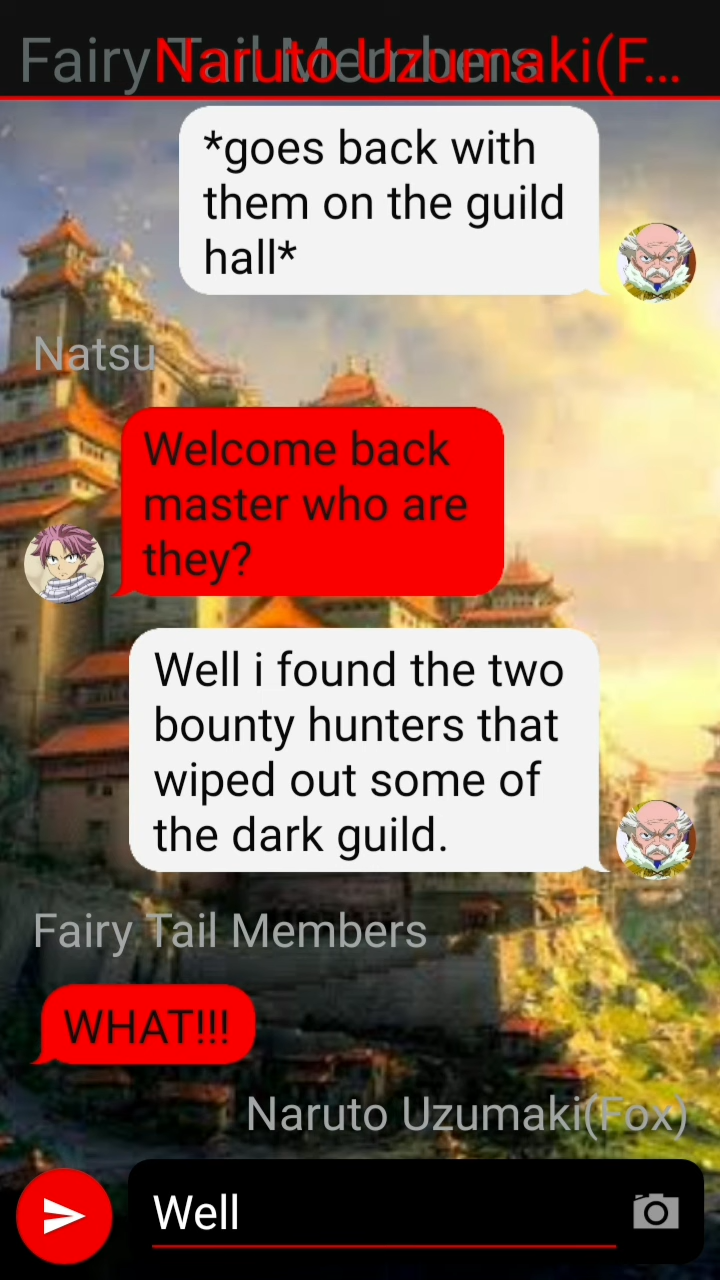 Fairy Tail Members
Naruto Uzumaki(F...
*goes back with
them on the guild
hall*
Natsu
Welcome back
master who are
they?
Well i found the two
bounty hunters that
wiped out some of
the dark guild.
Fairy Tail Members
WHAT!!!
Naruto Uzumaki(Fox)
Well